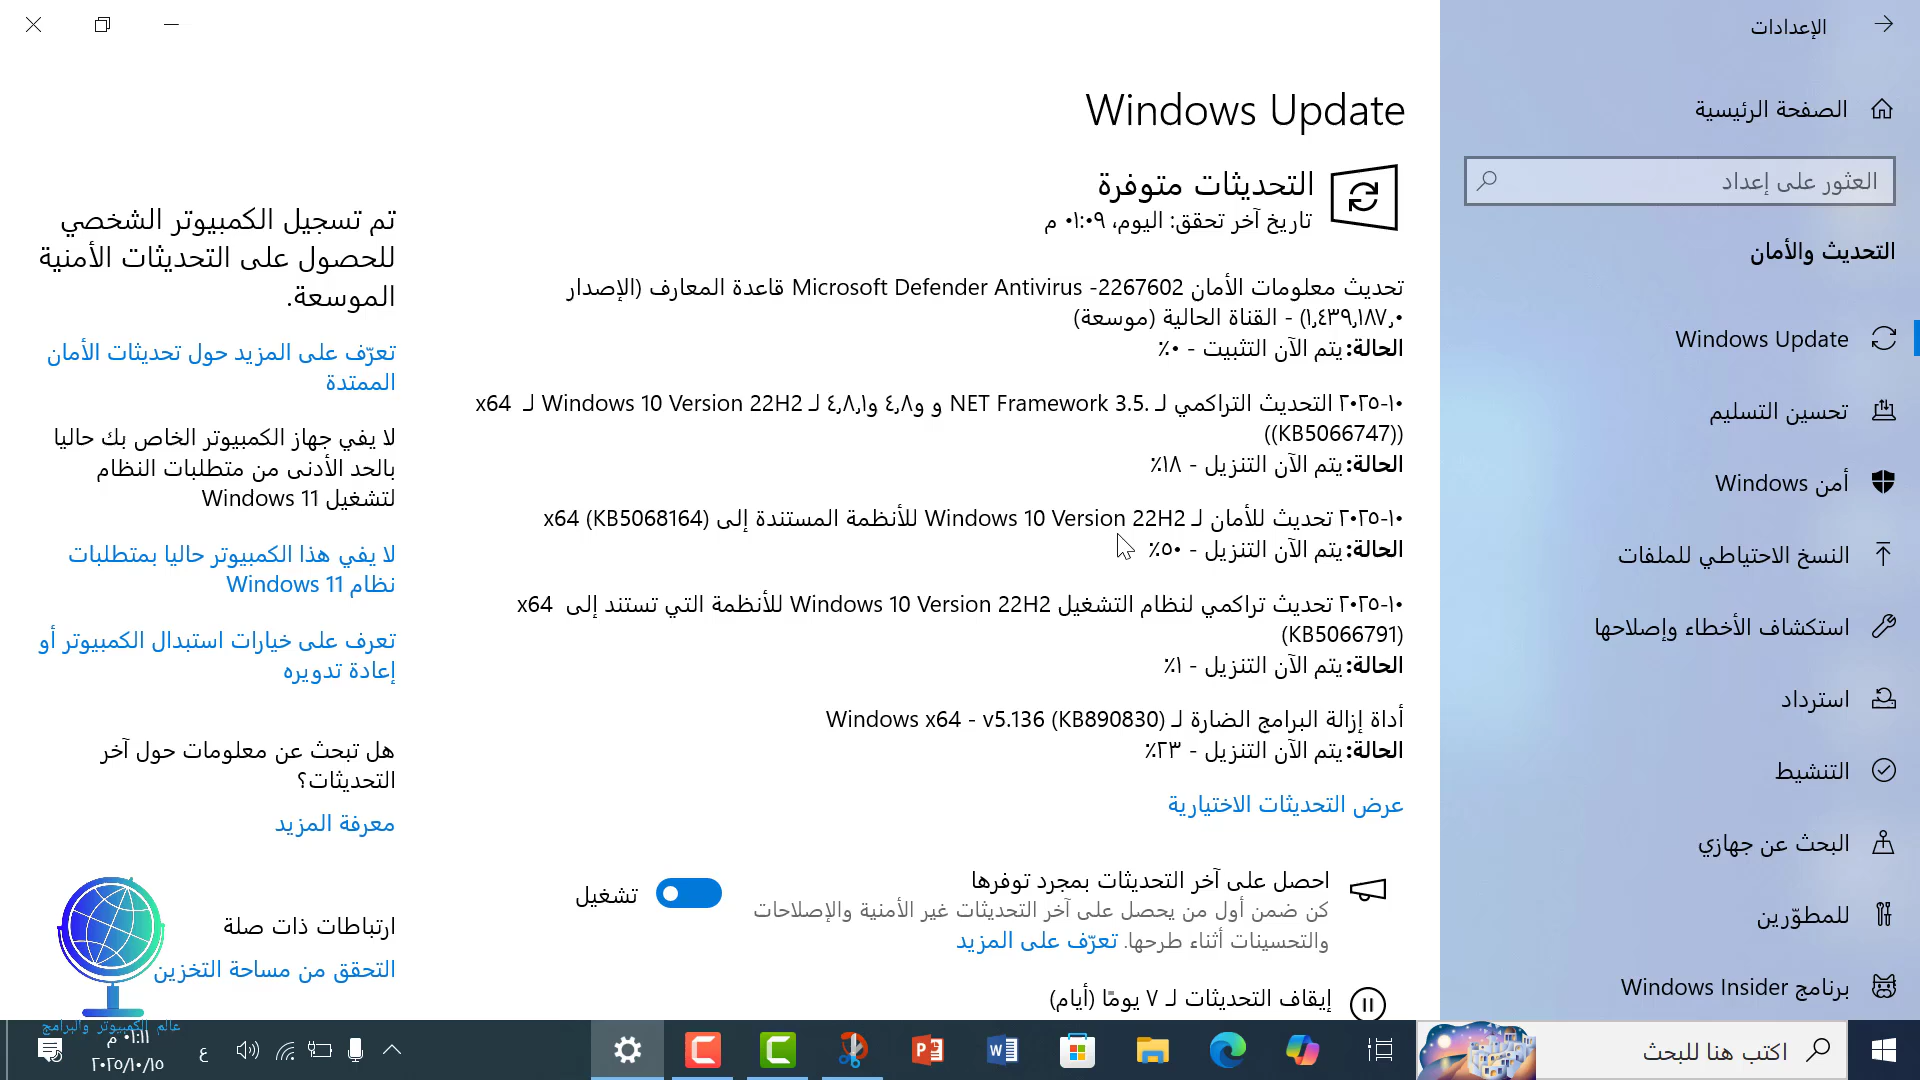 الإعدادات
الصفحة الرئيسية
العثور على إعداد
التحديث والأمان
Windows Update
تحسين التسليم
أمن Windows
النسخ الاحتياطي للملفات
استكشاف الأخطاء وإصلاحها
استرداد
التنشيط
البحث عن جهازي
للمطوّرين
برنامج Windows Insider
Windows Update
التحديثات متوفرة
تاريخ آخر تحقق: اليوم، ٠١:٠٩ م
تحديث معلومات الأمان Microsoft Defender Antivirus -2267602 قاعدة المعارف (الإصدار
١٫٤٣٩٫١٨٧٫٠) - القناة الحالية (موسعة)
الحالة: يتم الآن التثبيت - ٠٪
٢٠٢٥-١٠ التحديث التراكمي لـ .NET Framework 3.5 و و٤٫٨ و٤٫٨٫١ لـ Windows 10 Version 22H2 لـ x64
((KB5066747))
الحالة: يتم الآن التنزيل - ١٨٪
٢٠٢٥-١٠ تحديث للأمان لـ Windows 10 Version 22H2 للأنظمة المستندة إلى x64 (KB5068164)
الحالة: يتم الآن التنزيل - ٥٠٪
٢٠٢٥-١٠ تحديث تراكمي لنظام التشغيل Windows 10 Version 22H2 للأنظمة التي تستند إلى x64
(KB5066791)
الحالة: يتم الآن التنزيل - ١٪
أداة إزالة البرامج الضارة لـ Windows x64 - v5.136 (KB890830)
الحالة: يتم الآن التنزيل - ٢٣٪
عرض التحديثات الاختيارية
احصل على آخر التحديثات بمجرد توفرها
كن ضمن أول من يحصل على آخر التحديثات غير الأمنية والإصلاحات
والتحسينات أثناء طرحها. تعرّف على المزيد
تشغيل
إيقاف التحديثات لـ ٧ يومًا (أيام)
تم تسجيل الكمبيوتر الشخصي
للحصول على التحديثات الأمنية
الموسعة.
تعرّف على المزيد حول تحديثات الأمان
الممتدة
لا يفي جهاز الكمبيوتر الخاص بك حاليا
بالحد الأدنى من متطلبات النظام
لتشغيل Windows 11
لا يفي هذا الكمبيوتر حاليا بمتطلبات
نظام Windows 11
تعرف على خيارات استبدال الكمبيوتر أو
إعادة تدويره
هل تبحث عن معلومات حول آخر
التحديثات؟
معرفة المزيد
ارتباطات ذات صلة
التحقق من مساحة التخزين
عالم الكمبيوتر والبرامج
اكتب هنا للبحث
ع
٠١:١١ م
٢٠٢٥/١٠/١٥